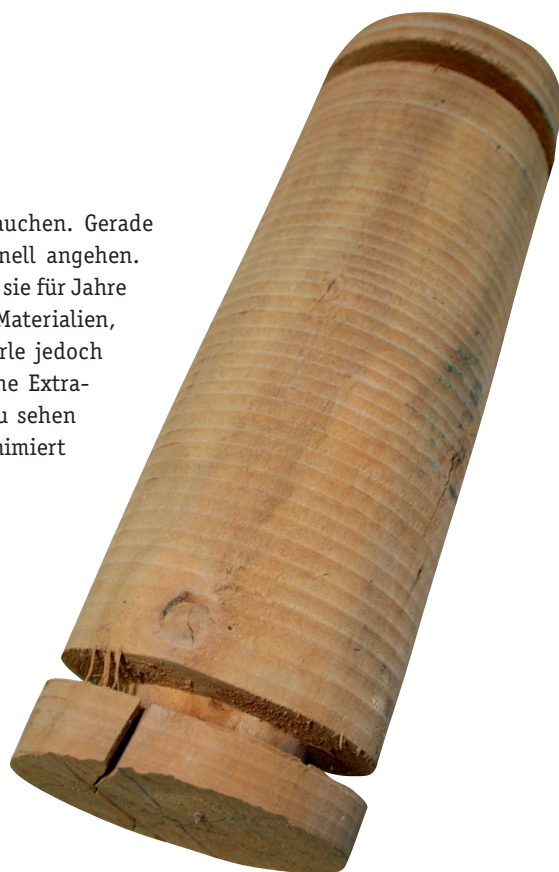 auchen. Gerade
nell angehen.
sie für Jahre
Materialien,
rle jedoch
ne Extra-
u sehen
nimiert